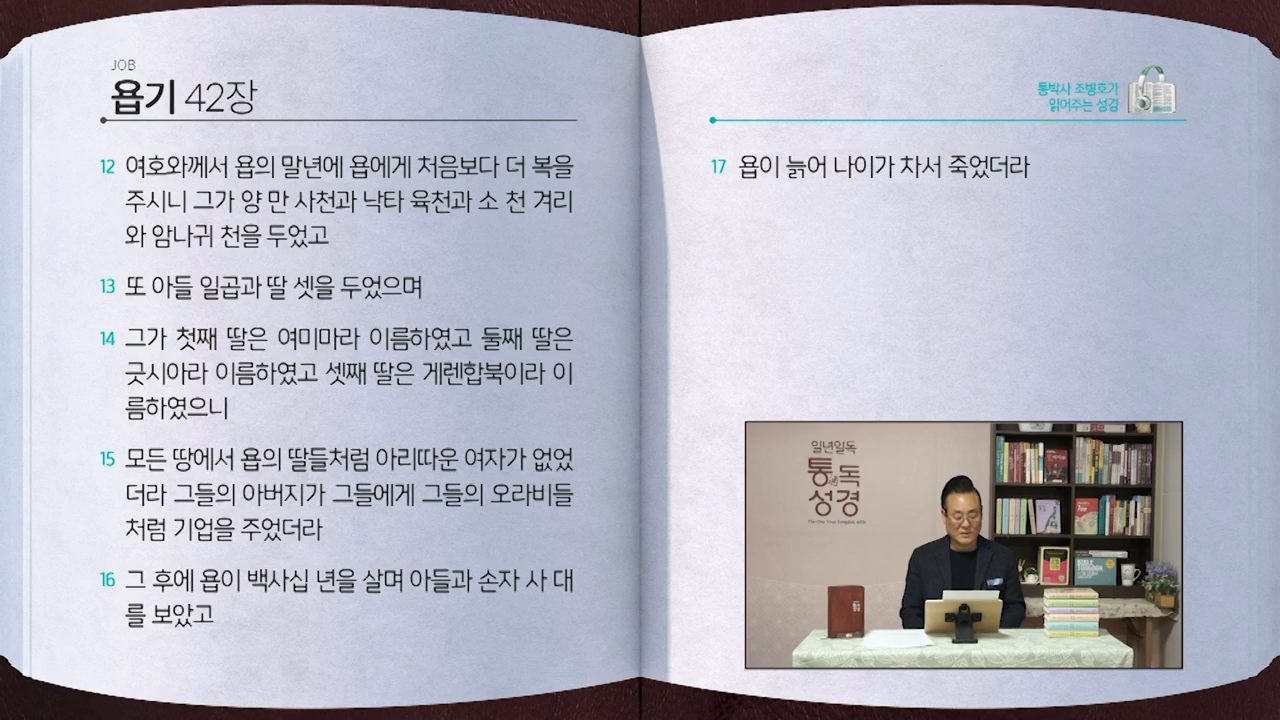 JOB
욥기 42장
12 여호와께서 욥의 말년에 욥에게 처음보다 더 복을
주시니 그가 양 만 사천과 낙타 육천과 소 천 겨리
와 암나귀 천을 두었고
13 또 아들 일곱과 딸 셋을 두었으며
14 그가 첫째 딸은 여미마라 이름하였고 둘째 딸은
긋시아라 이름하였고 셋째 딸은 게렌합북이라 이
름하였으니
15 모든 땅에서 욥의 딸들처럼 아리따운 여자가 없었
더라 그들의 아버지가 그들에게 그들의 오라비들
처럼 기업을 주었더라
16 그 후에 욥이 백사십 년을 살며 아들과 손자 사 대
를 보았고
통박사 조병호가
읽어주는 성경
17 욥이 늙어 나이가 차서 죽었더라
일년일독
통독
성경